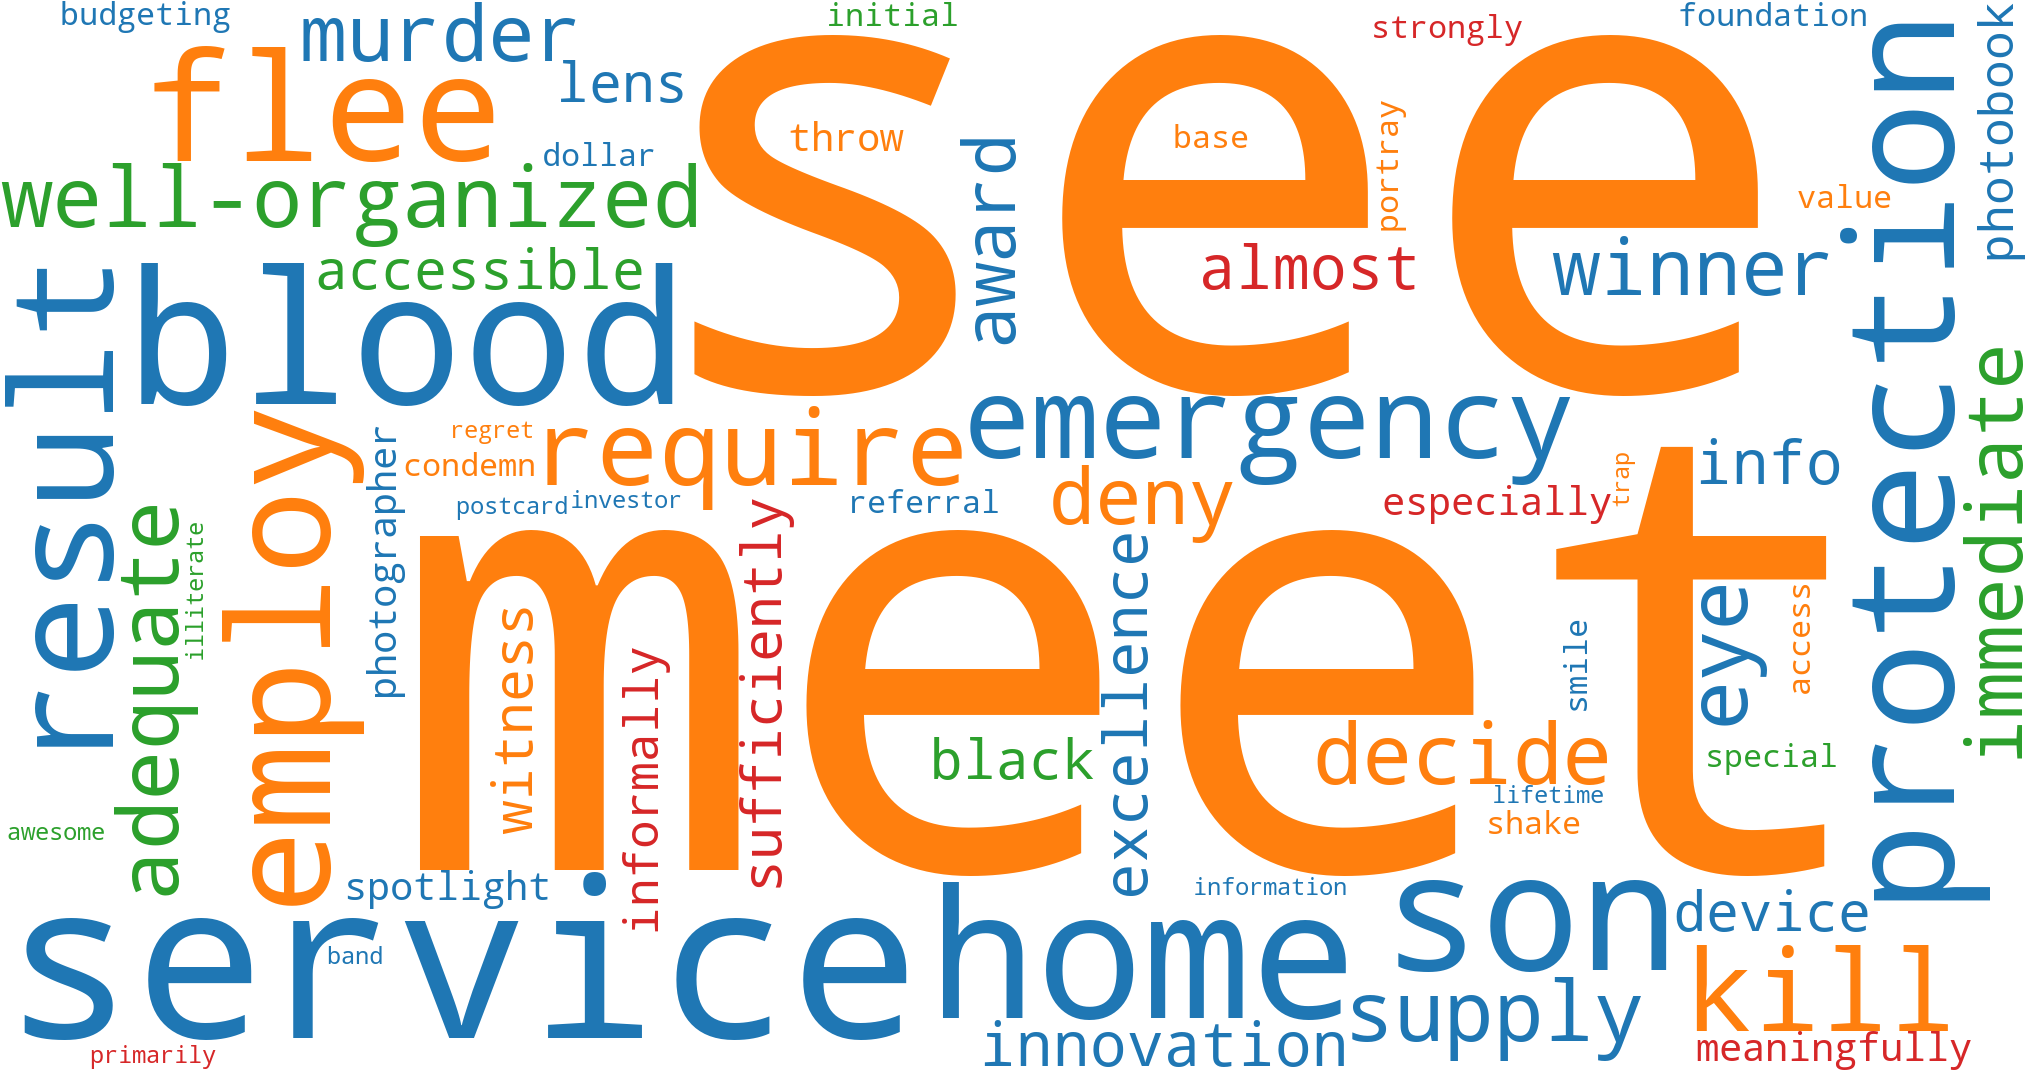 budgeting
murder
initial
strongly
foundation
photobook
flee
lens
see
throw
award
base
portray
protection
dollar
well-organized
value
accessible
almost
winner
result
blood
immediate
emergency
require
regret
condemn
employ
photographer
info
trap
deny
especially
referral
postcard
investor
meet
adequate
illiterate
sufficiently
excellence
eye
access
witness
informally
smile
black
decide
special
lifetime
shake
awesome
spotlight
information
service
home
son
device
band
kill
supply
innovation
primarily
meaningfully